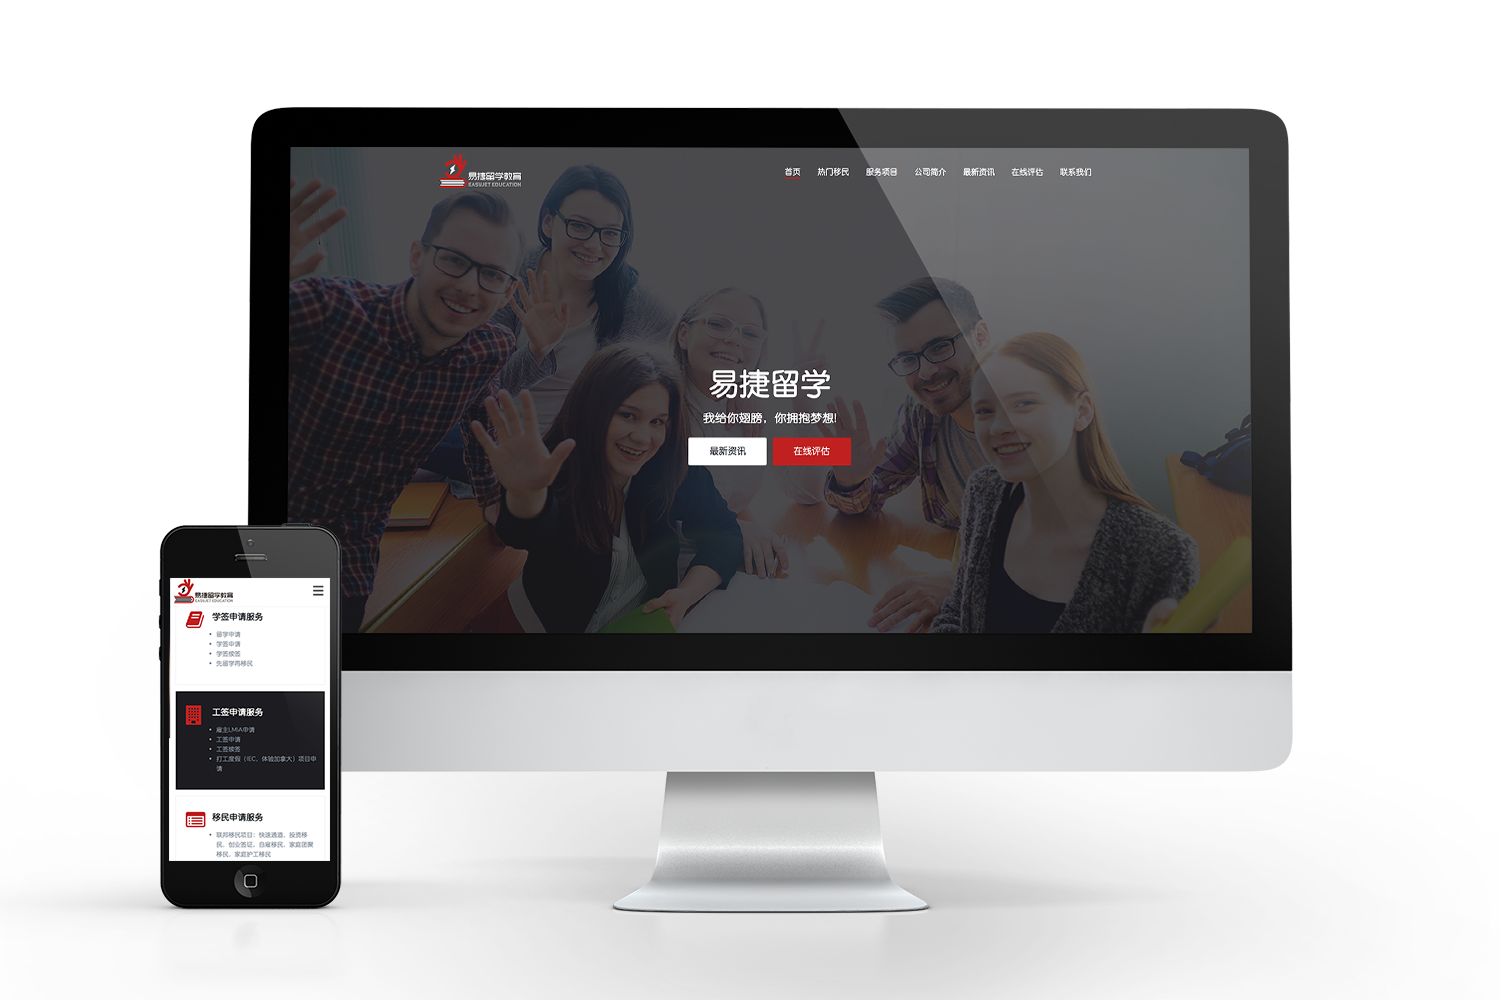 易捷留学教育
EASIJET EDUCATION
首页 热门移民 服务项目 公司简介 最新资讯 在线评估 联系我们
易捷留学
我给你翅膀，你拥抱梦想!
最新资讯 在线评估
易捷留学教育
EASIJET EDUCATION
学签申请服务
• 留学申请
• 学签申请
• 学签续签
• 先留学再移民
工签申请服务
• 雇主LMIA申请
• 工签申请
• 工签续签
• 打工度假（IEC，体验加拿大）项目申
请
移民申请服务
• 联邦移民项目：快速通道，投资移
民，创业签证，自雇移民，家庭团聚
移民，家庭护工移民